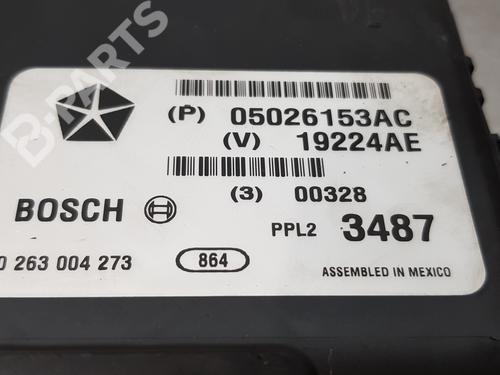 B-PARTS
(P) 05026153AC
(V) 19224AE
(3) 00328
BOSCH
PPL2 3487
0 263 004 273
864
ASSEMBLED IN MEXICO